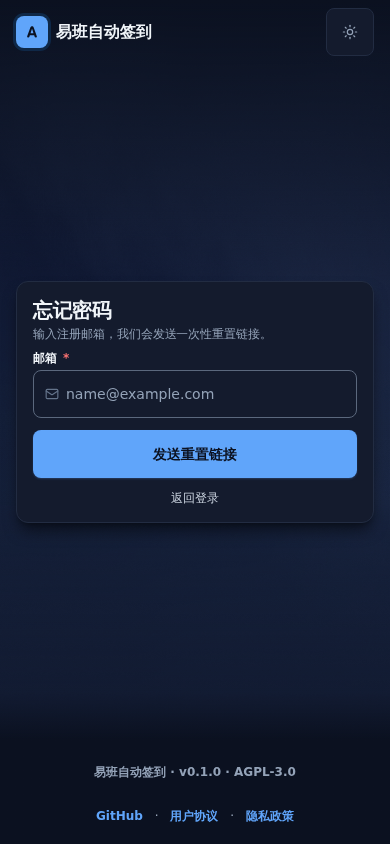 A 易班自动签到
忘记密码
输入注册邮箱，我们会发送一次性重置链接。
邮箱 *
name@example.com
发送重置链接
返回登录
易班自动签到 · v0.1.0 · AGPL-3.0
GitHub · 用户协议 · 隐私政策